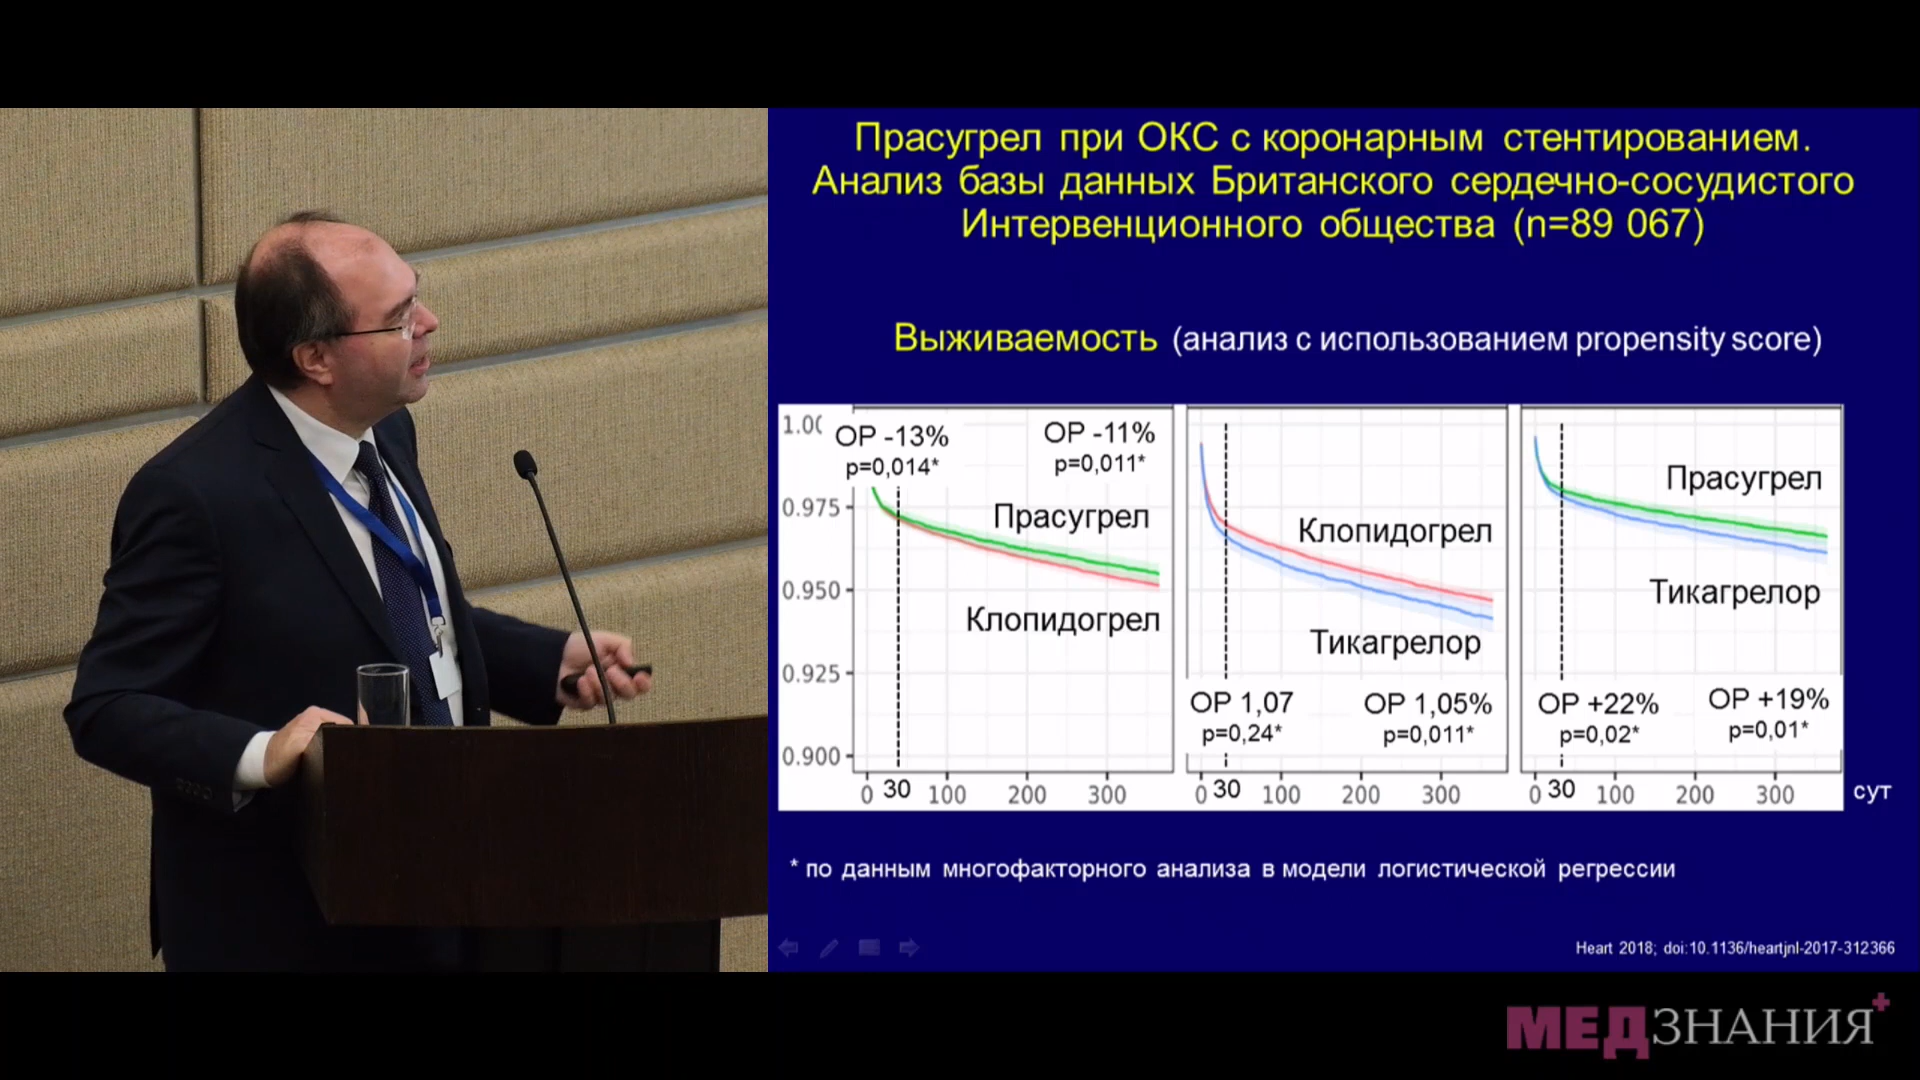 Прасугрел при ОКС с коронарным стентированием.
Анализ базы данных Британского сердечно-сосудистого
Интервенционного общества (n=89 067)
Выживаемость (анализ с использованием propensity score)
1.00
0.975
0.950
0.925
0.900
ОР -13%
p=0,014*
ОР -11%
p=0,011*
Прасугрел
Клопидогрел
0 30 100 200 300
Клопидогрел
Тикагрелор
ОР 1,07
p=0,24*
ОР 1,05%
p=0,011*
0 30 100 200 300
Прасугрел
Тикагрелор
ОР +22%
p=0,02*
ОР +19%
p=0,01*
0 30 100 200 300 сут
* по данным многофакторного анализа в модели логистической регрессии
Heart 2018; doi:10.1136/heartjnl-2017-312366
МЕДЗНАНИЯ+